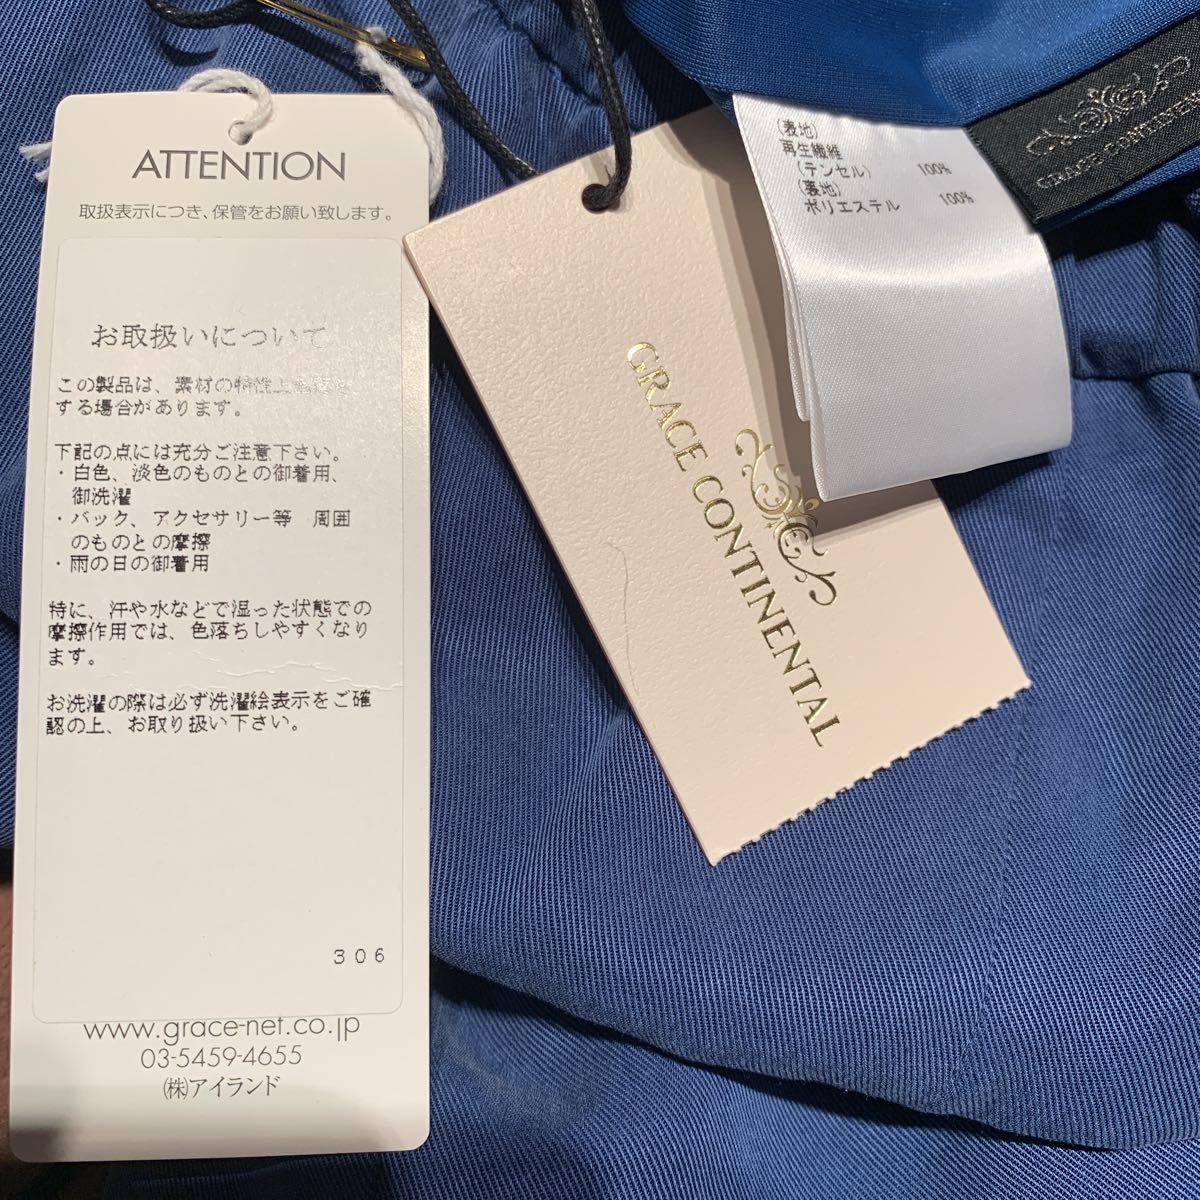 ATTENTION
取扱表示につき、保管をお願い致します。
お取扱いについて
この製品は、素材の特性上
する場合があります。
下記の点には充分ご注意下さい。
・白色、淡色のものとの御着用、
御洗濯
・バック、アクセサリー等 周囲
のものとの摩擦
・雨の日の御着用
特に、汗や水などで湿った状態での
摩擦作用では、色落ちしやすくなり
ます。
お洗濯の際は必ず洗濯絵表示をご確
認の上、お取り扱い下さい。
306
www.grace-net.co.jp
03-5459-4655
(株)アイランド
GRACE CONTINENTAL
(表地)
再生繊維
(テンセル) 100%
(裏地)
ポリエステル 100%
GRACE CONTINEN